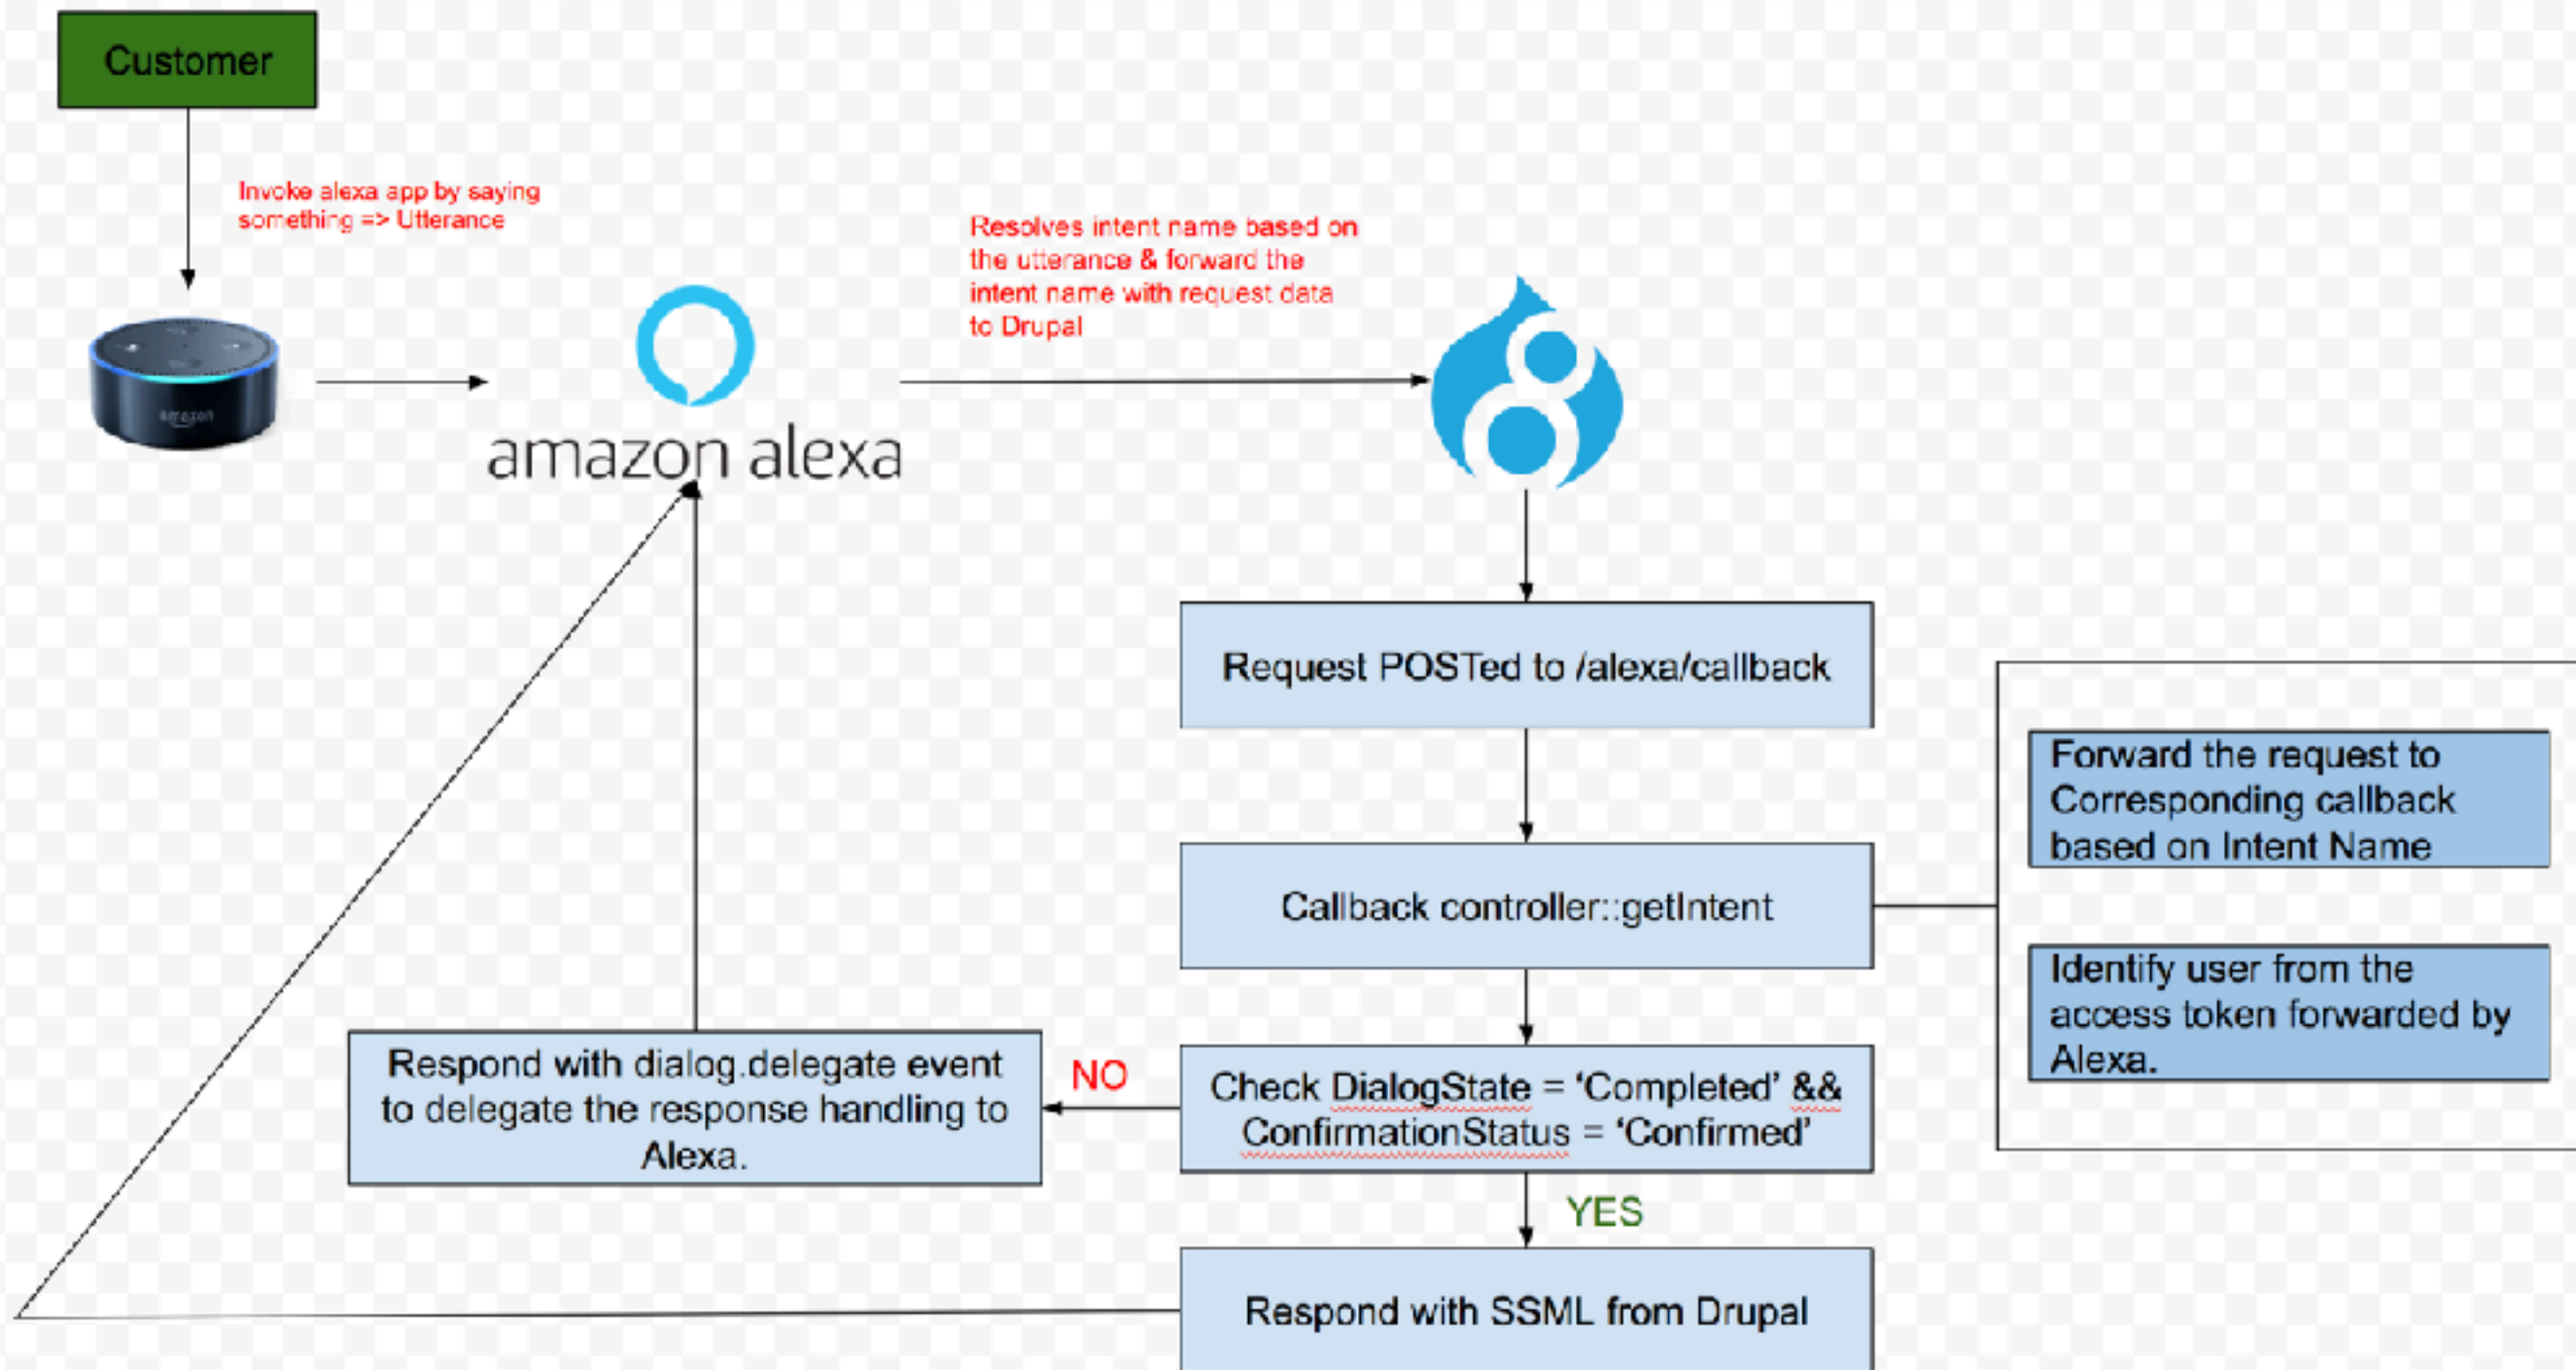 Customer
Invoke alexa app by saying
something => Utterance
Resolves intent name based on
the utterance & forward the
intent name with request data
to Drupal
amazon
amazon alexa
Request POSTed to /alexa/callback
Forward the request to
Corresponding callback
based on Intent Name
Callback controller::getIntent
Identify user from the
access token forwarded by
Alexa.
Respond with dialog.delegate event
to delegate the response handling to
Alexa.
NO
Check DialogState = ‘Completed’ &&
ConfirmationStatus = ‘Confirmed’
YES
Respond with SSML from Drupal